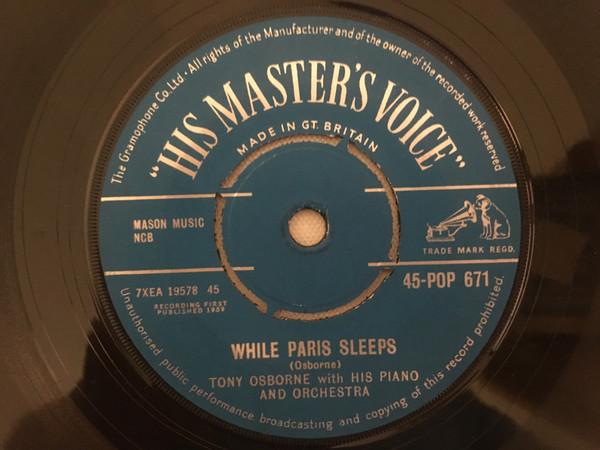 The Gramophone Co.Ltd · All rights of the Manufacturer and of the owner of the recorded work reserved
"HIS MASTER'S VOICE"
MADE IN GT. BRITAIN
MASON MUSIC
NCB
TRADE MARK REGD.
7XEA 19578 45
45-POP 671
RECORDING FIRST
PUBLISHED 1959
WHILE PARIS SLEEPS
(Osborne)
TONY OSBORNE with HIS PIANO
AND ORCHESTRA
Unauthorised public performance broadcasting and copying of this record prohibited.